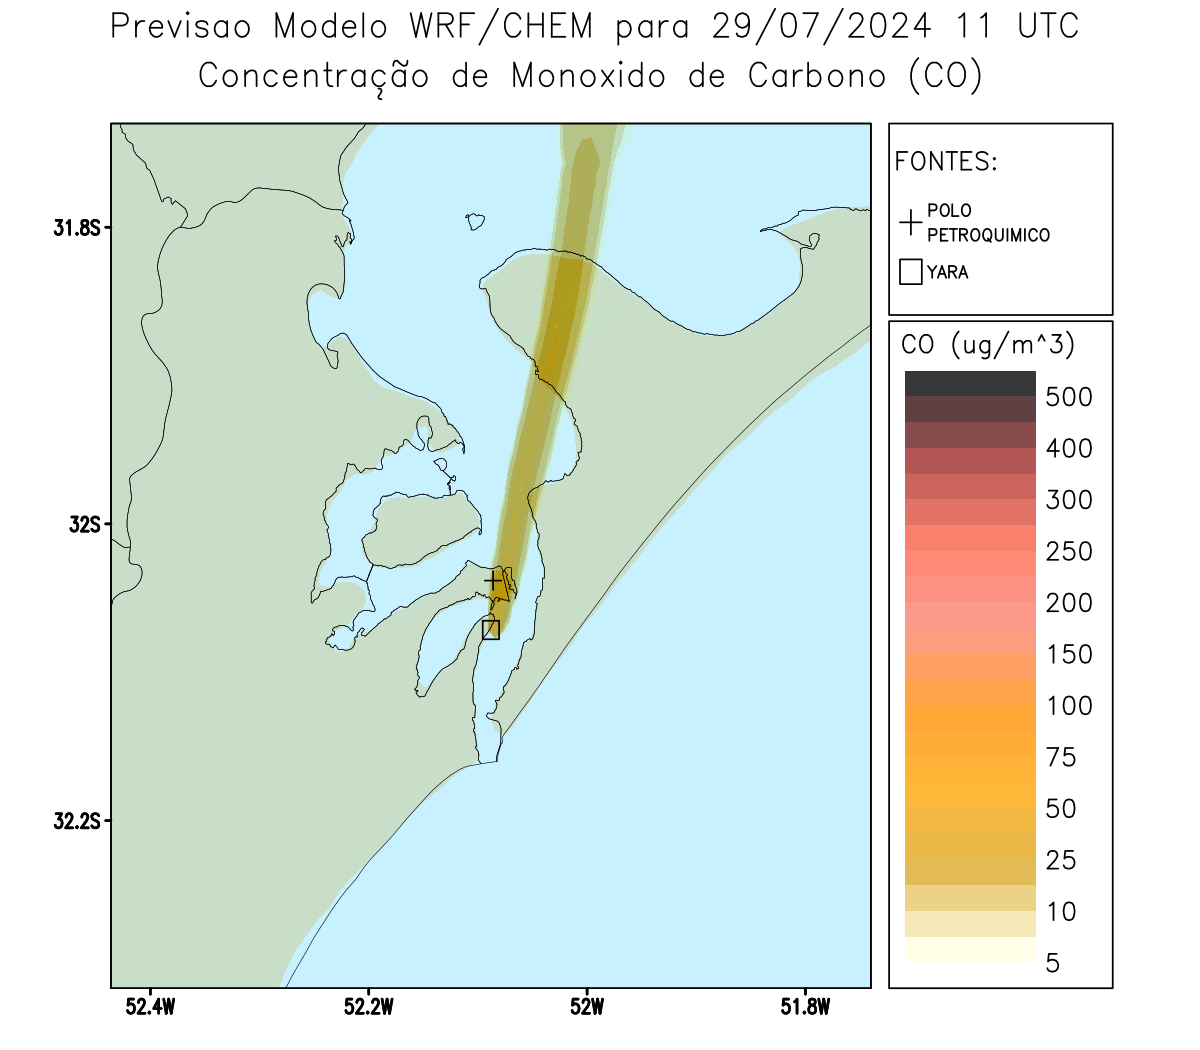 Previsao Modelo WRF/CHEM para 29/07/2024 11 UTC
Concentração de Monoxido de Carbono (CO)
FONTES:
POLO
PETROQUIMICO
YARA
31.8S
32S
32.2S
52.4W
52.2W
52W
51.8W
CO (ug/m^3)
500
400
300
250
200
150
100
75
50
25
10
5